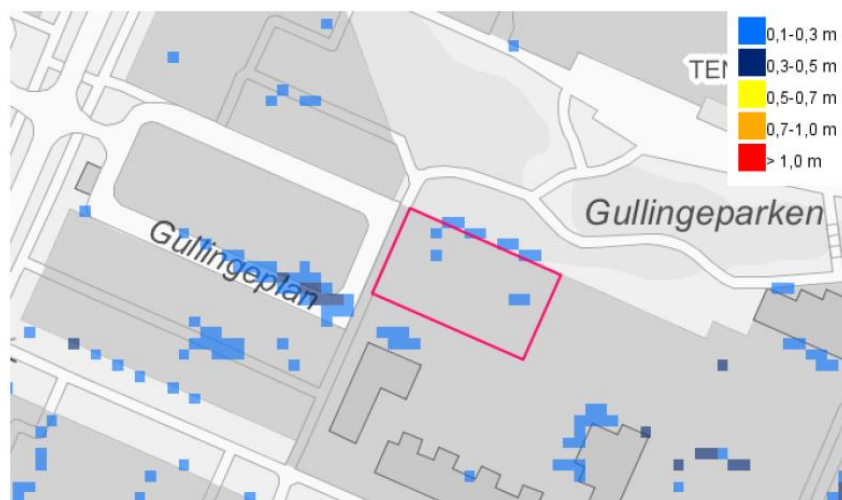 0,1-0,3 m
0,3-0,5 m
0,5-0,7 m
0,7-1,0 m
> 1,0 m
TEN
Gullingeparken
Gullingeplan